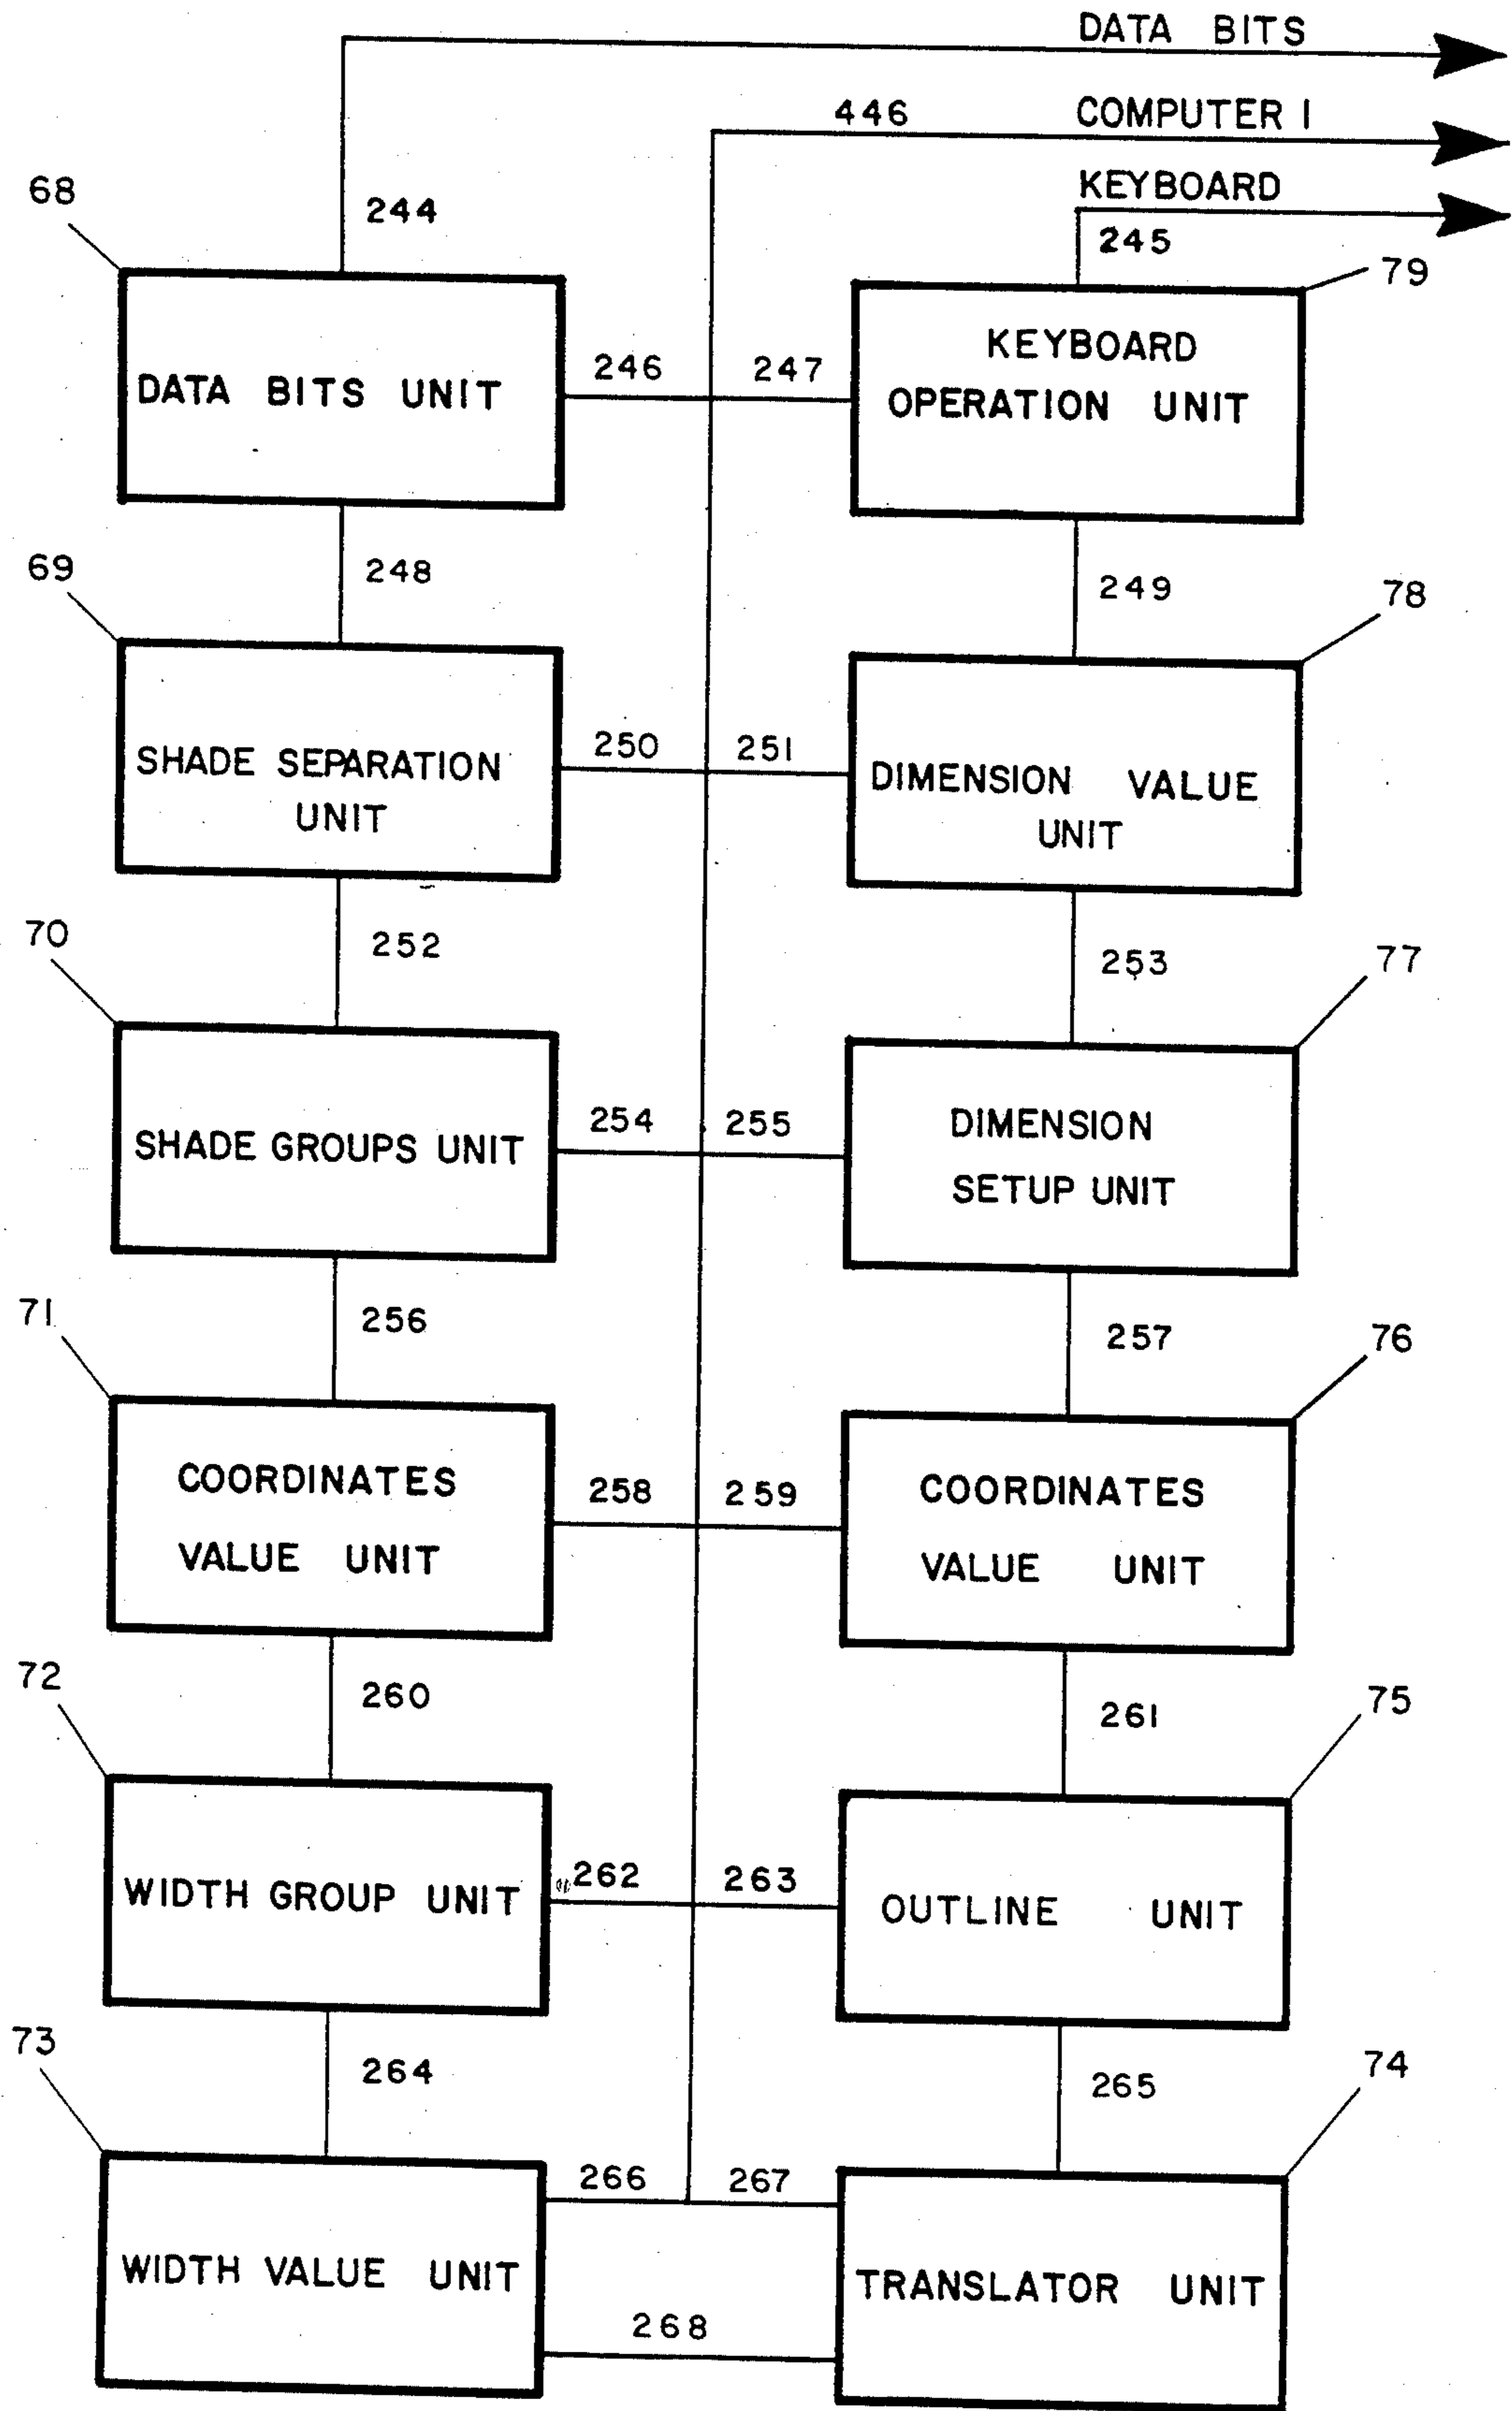 DATA BITS
446 COMPUTER 1
KEYBOARD
68
244
245
79
DATA BITS UNIT
246
247
KEYBOARD
OPERATION UNIT
69
248
249
78
SHADE SEPARATION
UNIT
250
251
DIMENSION VALUE
UNIT
70
252
253
77
SHADE GROUPS UNIT
254
255
DIMENSION
SETUP UNIT
71
256
257
76
COORDINATES
VALUE UNIT
258
259
COORDINATES
VALUE UNIT
72
260
261
75
WIDTH GROUP UNIT
262
263
OUTLINE UNIT
73
264
265
74
WIDTH VALUE UNIT
266
267
TRANSLATOR UNIT
268